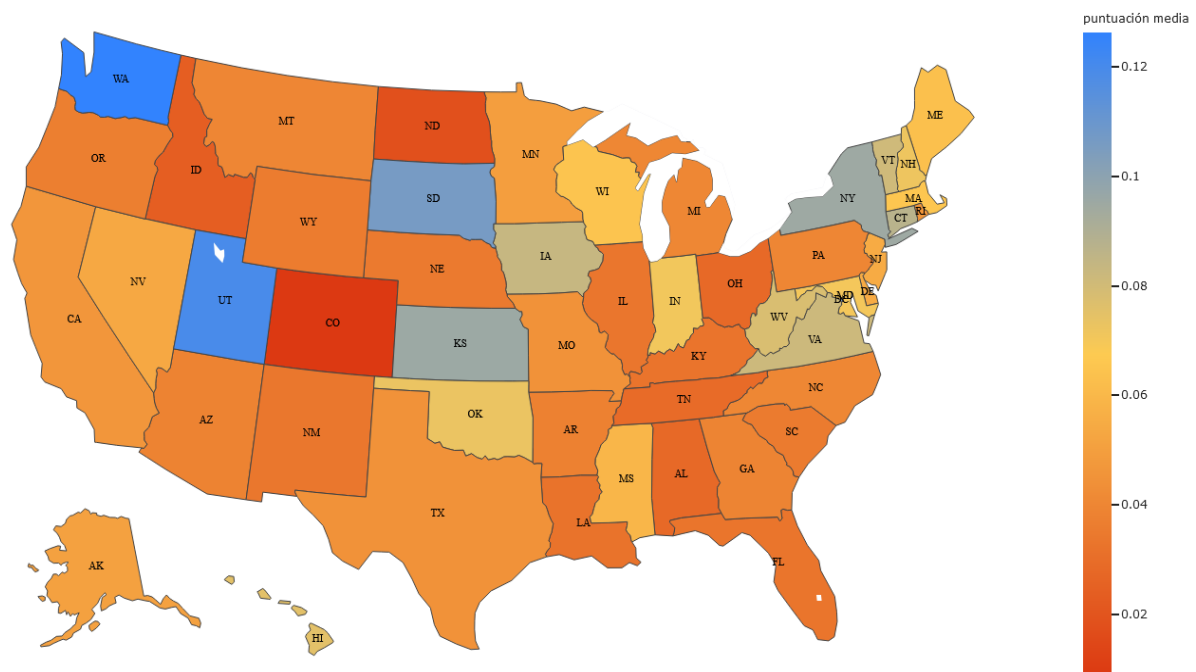 puntuación media
0.12
0.1
0.08
0.06
0.04
0.02
WA
MT
ND
MN
ME
OR
ID
SD
WI
VT
NH
NY
MA
RI
CT
WY
MI
NE
IA
PA
NJ
NV
UT
CO
KS
IL
IN
OH
MD
DE
DC
WV
VA
CA
MO
KY
AZ
NM
OK
AR
TN
NC
SC
TX
MS
AL
GA
LA
FL
AK
HI